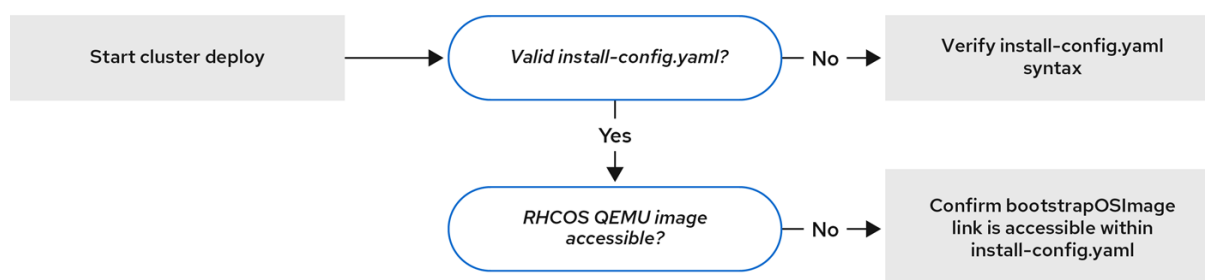 Start cluster deploy
Valid install-config.yaml?
No
Verify install-config.yaml
syntax
Yes
RHCOS QEMU image
accessible?
No
Confirm bootstrapOSImage
link is accessible within
install-config.yaml